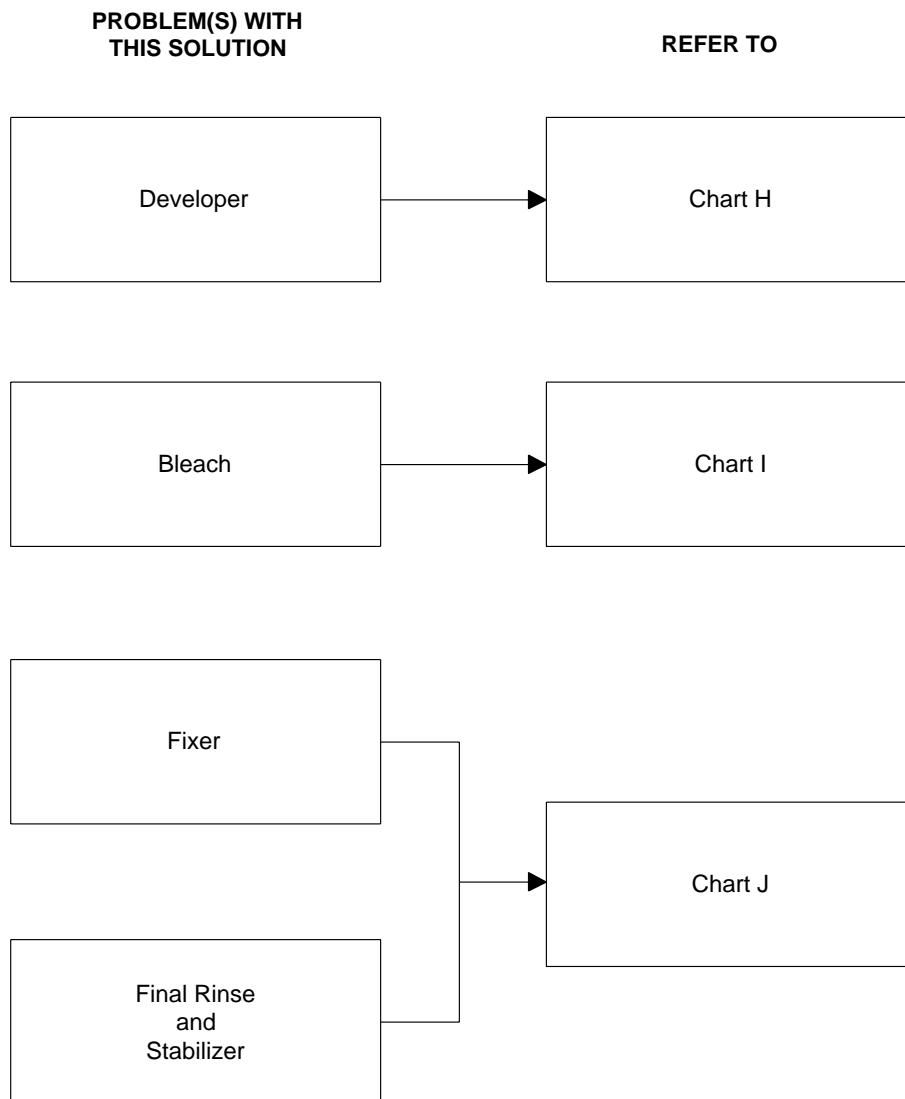 PROBLEM(S) WITH
THIS SOLUTION
REFER TO
Developer
Chart H
Bleach
Chart I
Fixer
Chart J
Final Rinse
and
Stabilizer